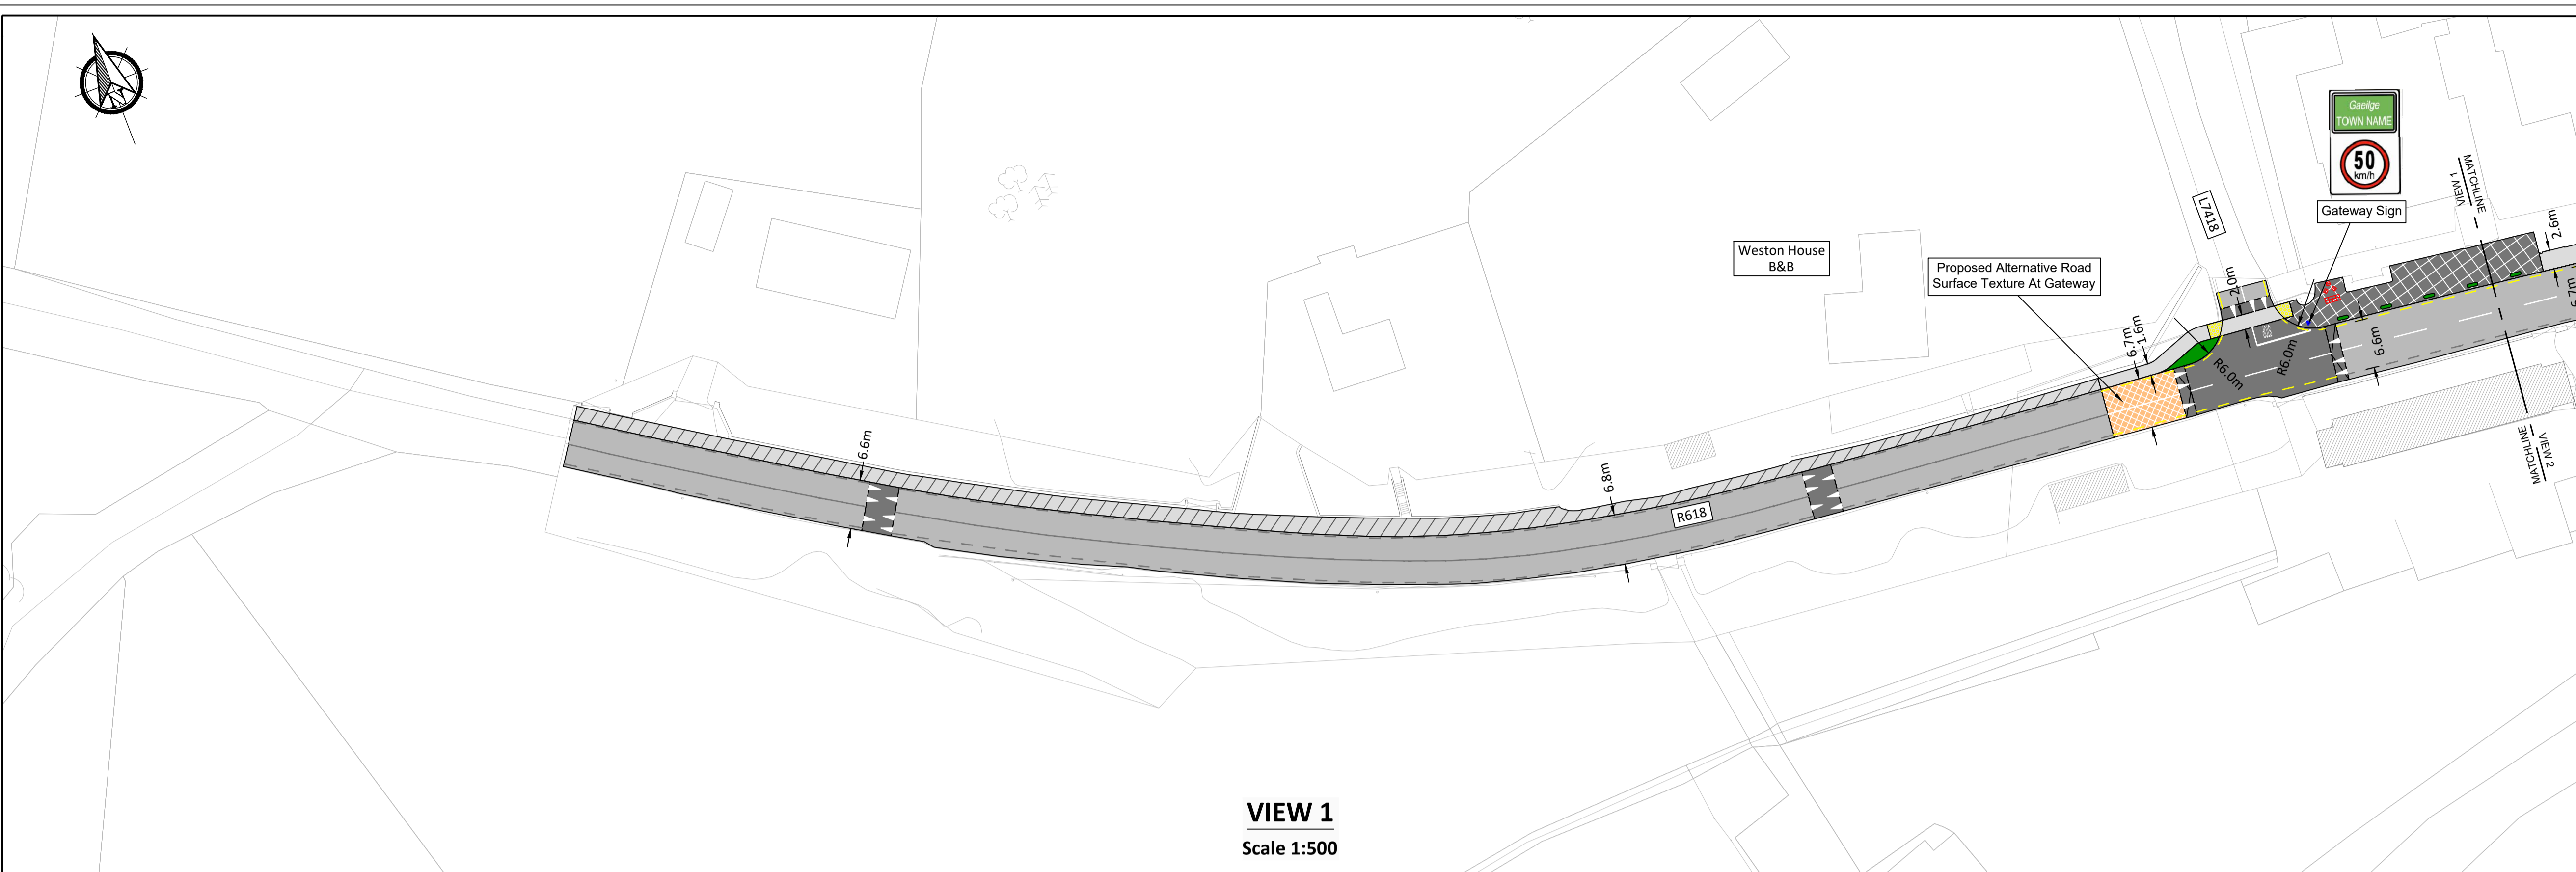 Gaeilge
TOWN NAME
50
km/h
Gateway Sign
MATCHLINE
VIEW 1
L7418
Weston House
B&B
Proposed Alternative Road
Surface Texture At Gateway
2.0m
2.6m
6.7m
6.7m
1.6m
R6.0m
R6.0m
6.6m
MATCHLINE
VIEW 2
6.6m
6.8m
R618
N
VIEW 1
Scale 1:500